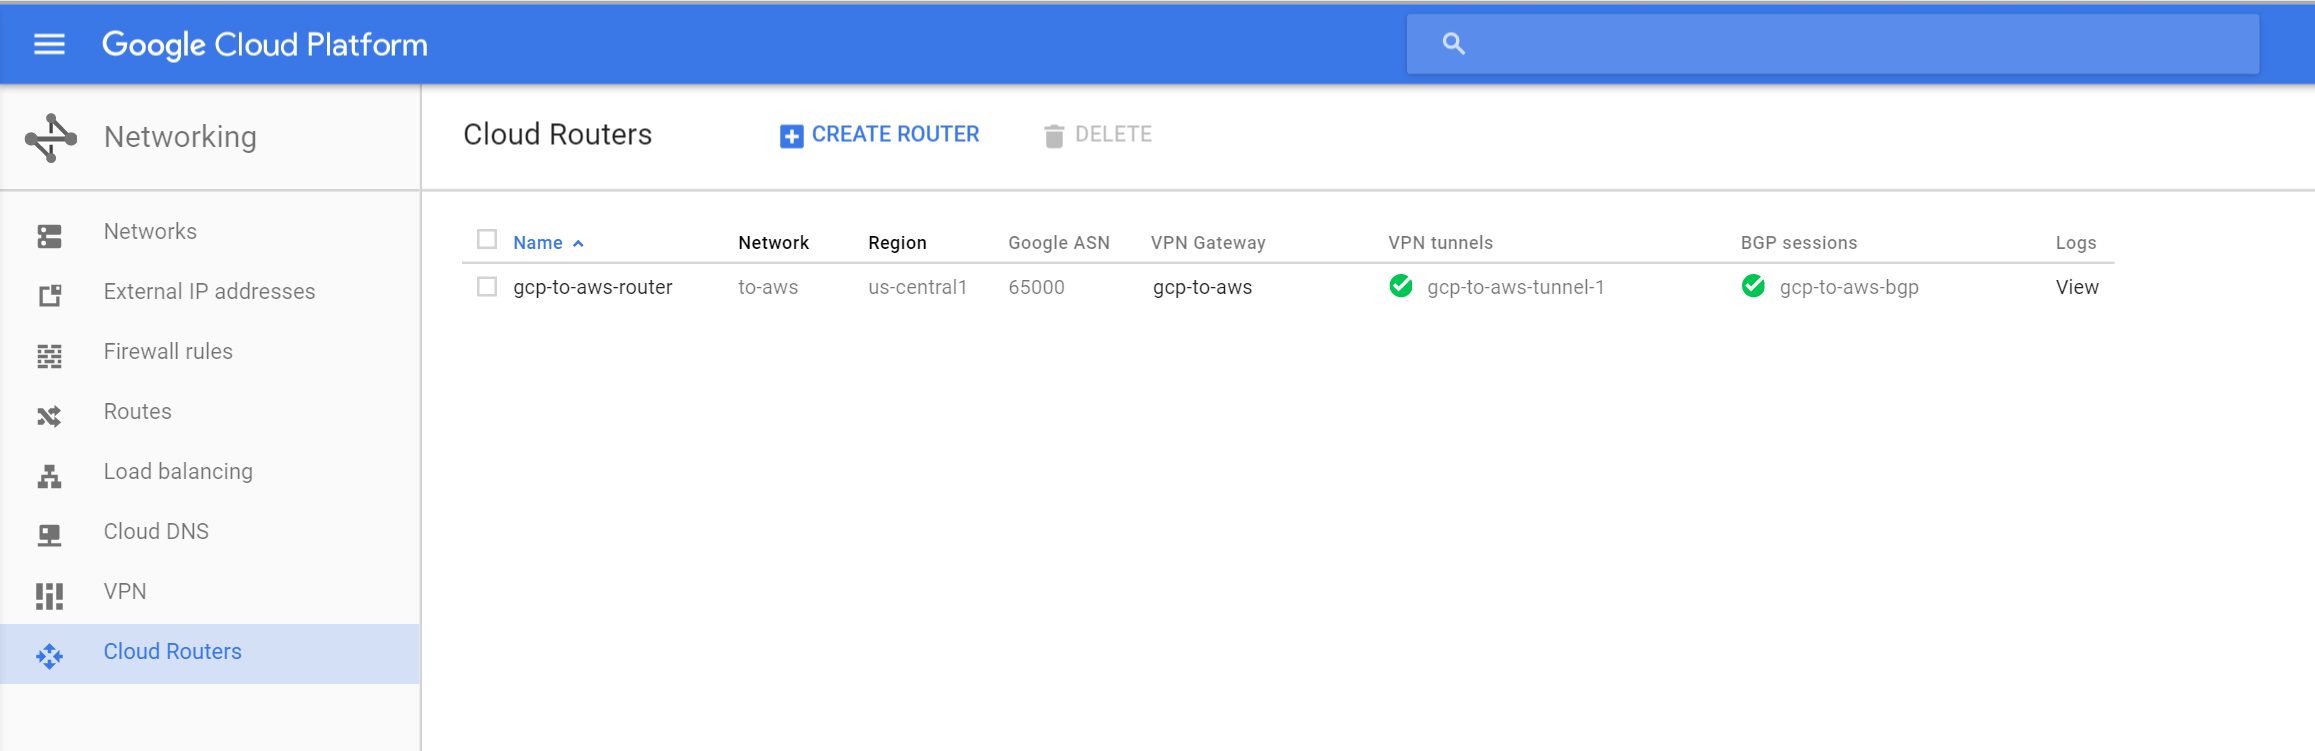 Google Cloud Platform
Networking
Cloud Routers CREATE ROUTER DELETE
Networks
External IP addresses
Firewall rules
Routes
Load balancing
Cloud DNS
VPN
Cloud Routers
Name Network Region Google ASN VPN Gateway VPN tunnels BGP sessions Logs
gcp-to-aws-router to-aws us-central1 65000 gcp-to-aws gcp-to-aws-tunnel-1 gcp-to-aws-bgp View